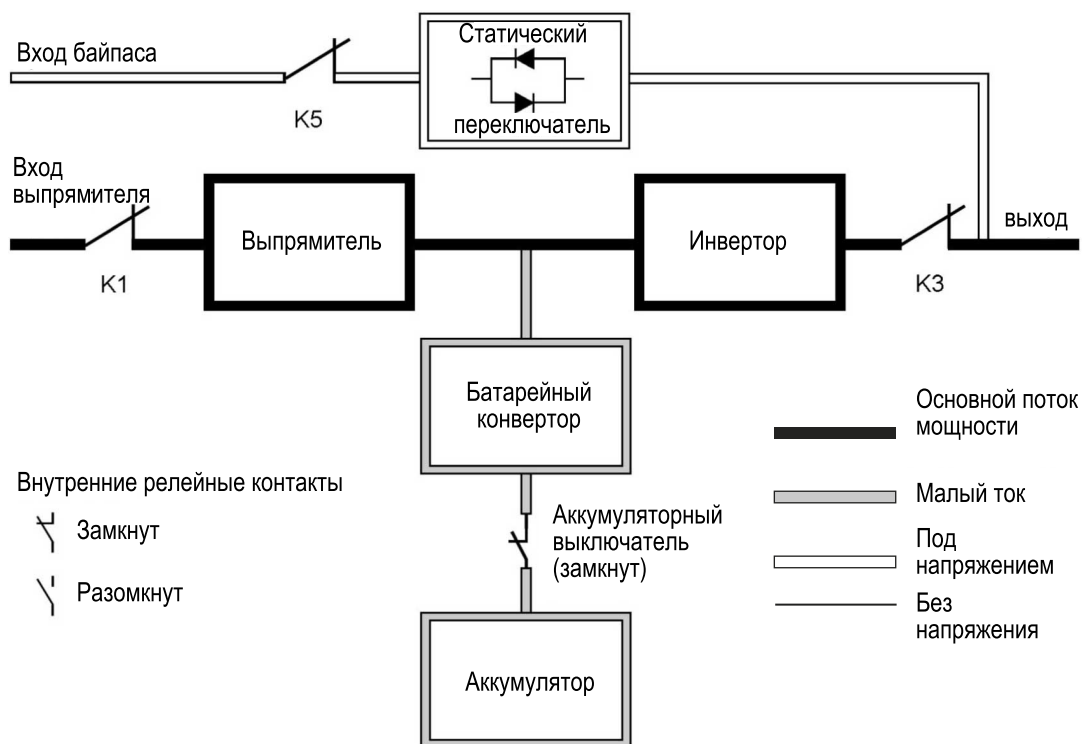 Вход байпаса
Статический
переключатель
K5
Вход
выпрямителя
Выпрямитель
Инвертор
выход
K1
K3
Батарейный
конвертор
Основной поток
мощности
Внутренние релейные контакты
Замкнут
Разомкнут
Аккумуляторный
выключатель
(замкнут)
Малый ток
Под
напряжением
Без
напряжения
Аккумулятор